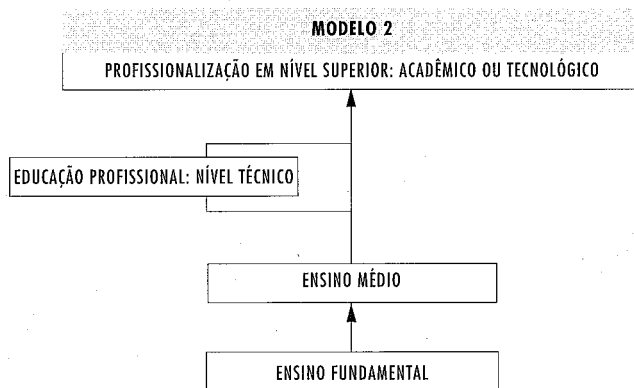 MODELO 2
PROFISSIONALIZAÇÃO EM NÍVEL SUPERIOR: ACADÊMICO OU TECNOLÓGICO
EDUCAÇÃO PROFISSIONAL: NÍVEL TÉCNICO
ENSINO MÉDIO
ENSINO FUNDAMENTAL